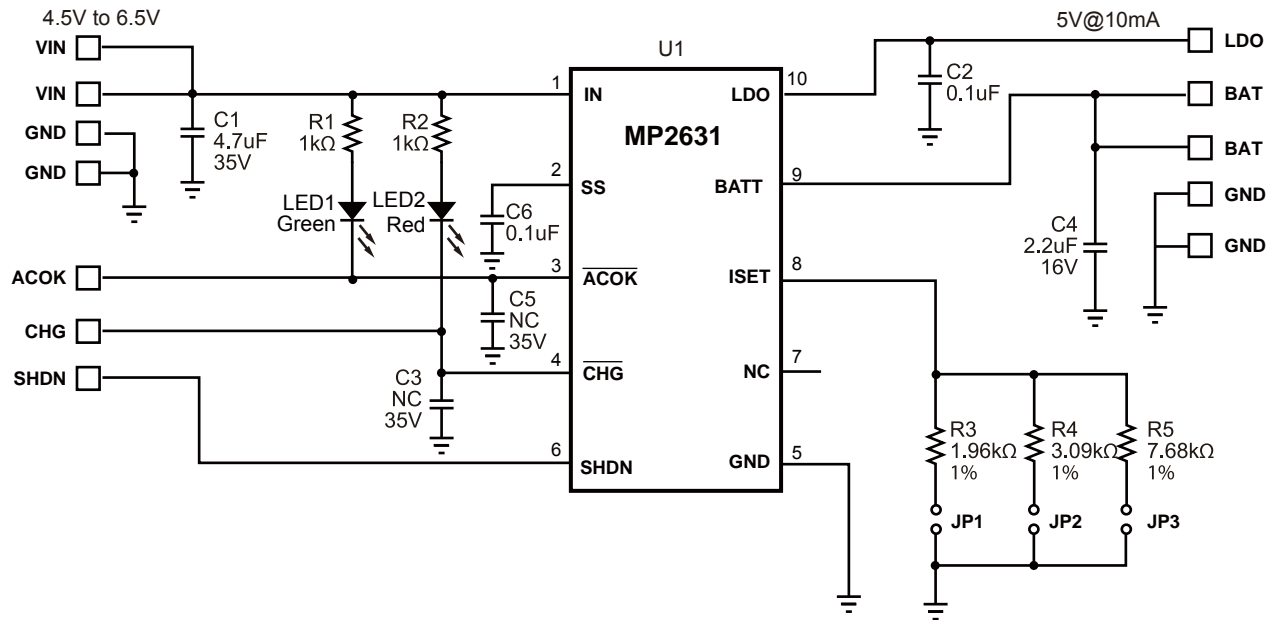 4.5V to 6.5V
VIN
VIN
GND
GND
C1
4.7uF
35V
R1
1kΩ
R2
1kΩ
LED1
Green
LED2
Red
C6
0.1uF
ACOK
CHG
SHDN
C5
NC
35V
C3
NC
35V
U1
MP2631
1
IN
2
SS
3
ACOK
4
CHG
6
SHDN
10
LDO
9
BATT
8
ISET
7
NC
5
GND
5V@10mA
C2
0.1uF
LDO
BAT
BAT
GND
GND
C4
2.2uF
16V
R3
1.96kΩ
1%
R4
3.09kΩ
1%
R5
7.68kΩ
1%
JP1
JP2
JP3